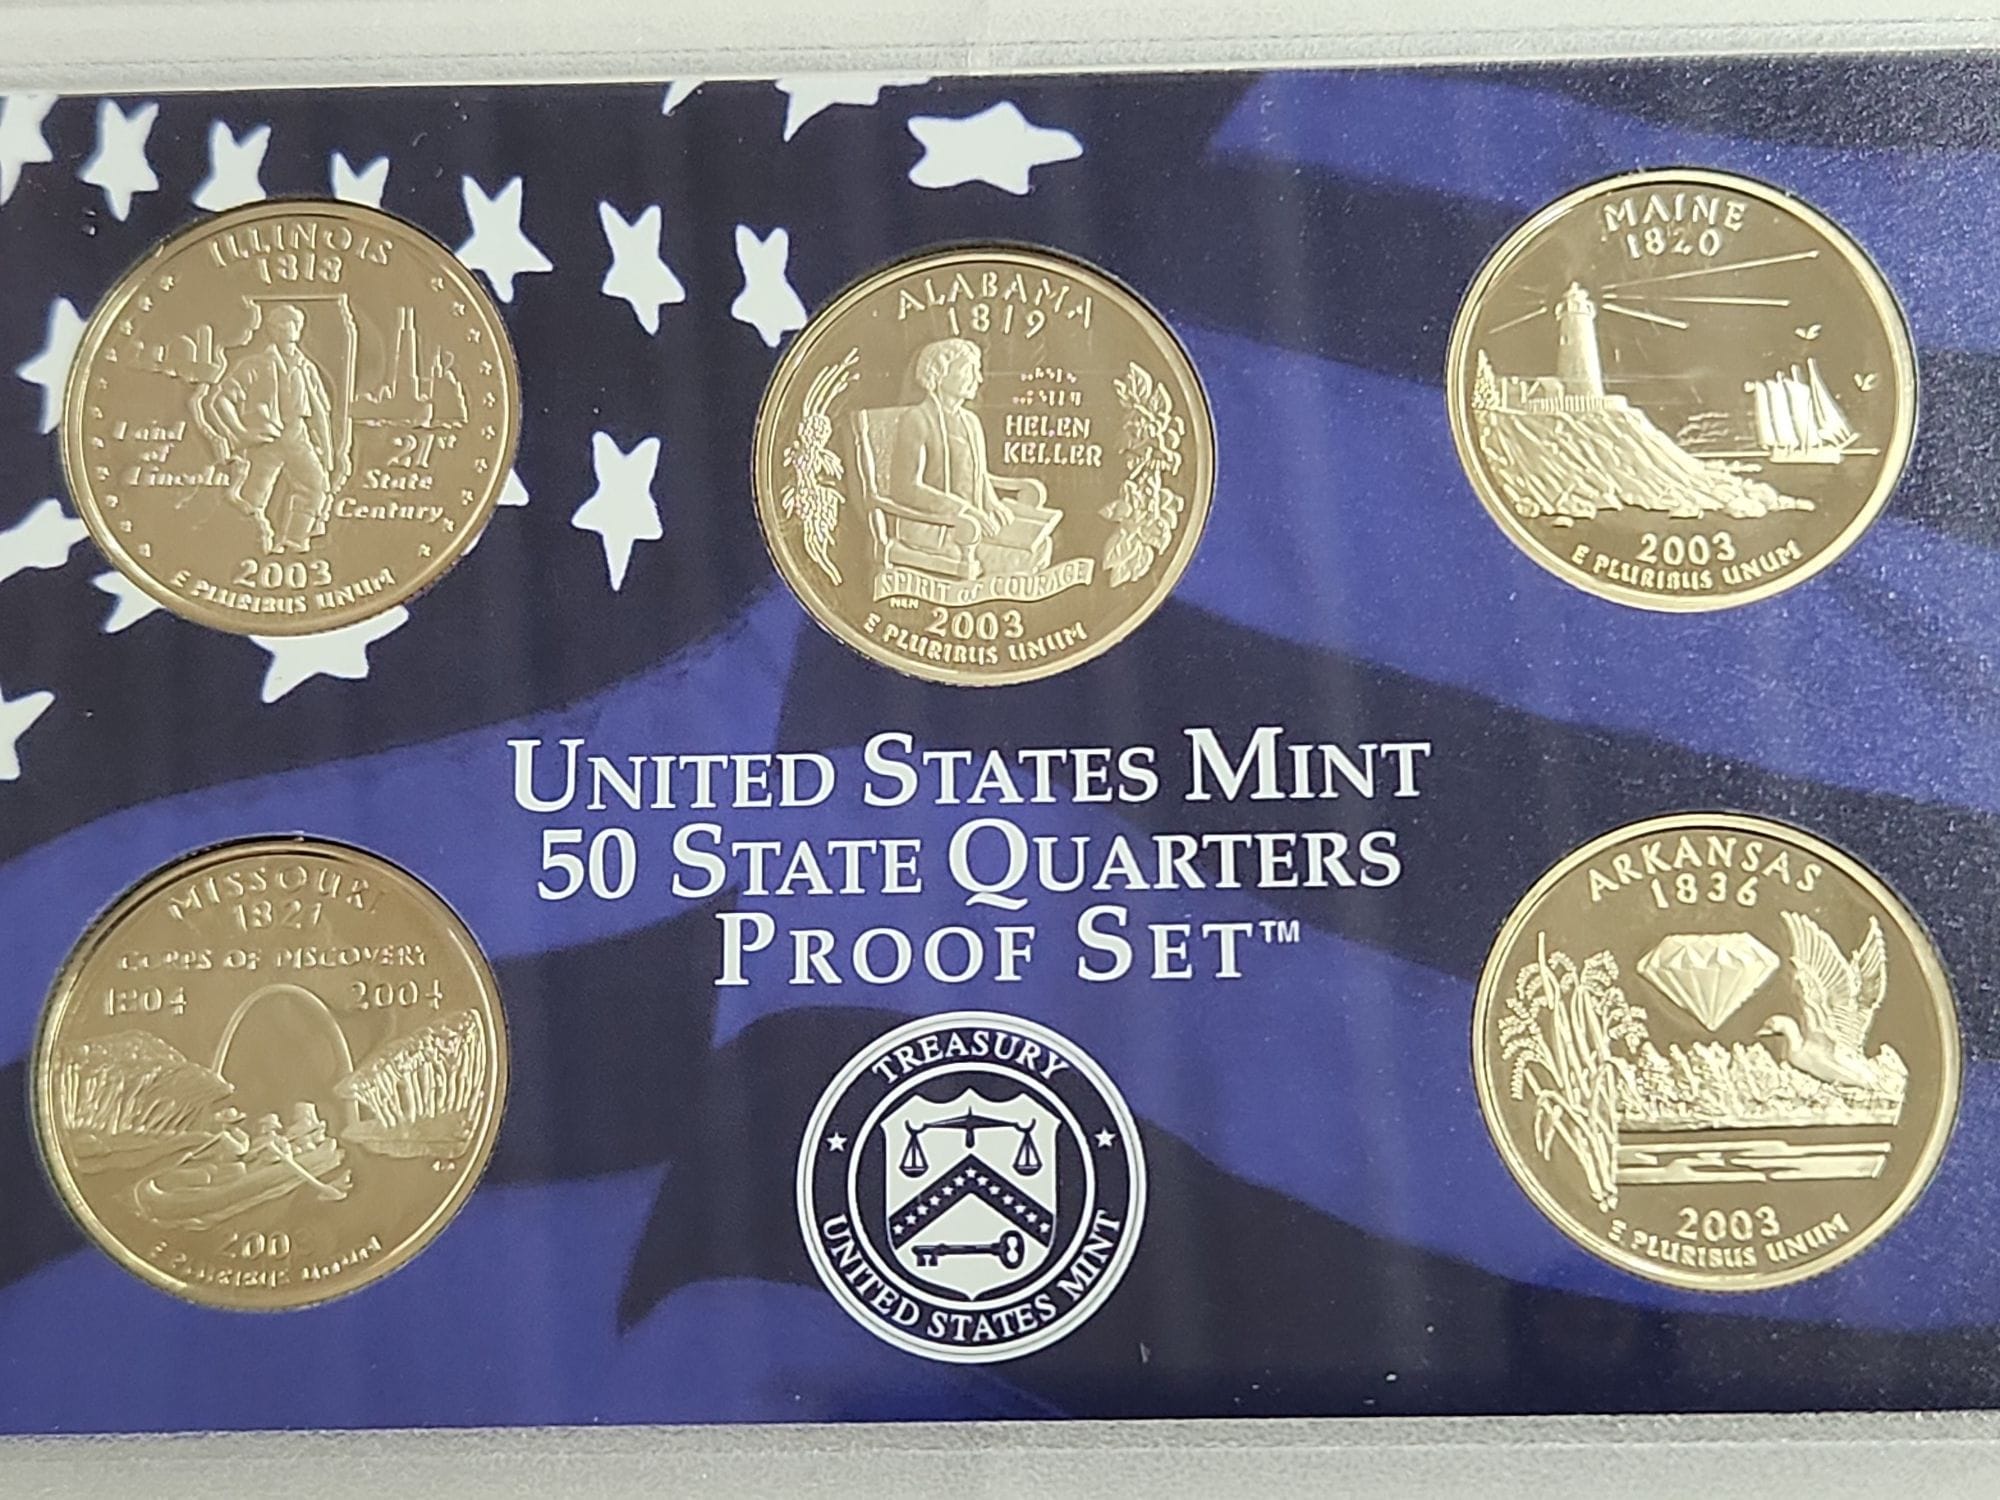 ILLINOIS
1818
Land
of
Lincoln
21st
State
Century
2003
E PLURIBUS UNUM
ALABAMA
1819
HELEN
KELLER
SPIRIT of COURAGE
2003
E PLURIBUS UNUM
MAINE
1820
2003
E PLURIBUS UNUM
UNITED STATES MINT
50 STATE QUARTERS
PROOF SET™
MISSOURI
1821
CORPS OF DISCOVERY
1804 2004
E PLURIBUS UNUM
TREASURY
UNITED STATES MINT
ARKANSAS
1836
2003
E PLURIBUS UNUM